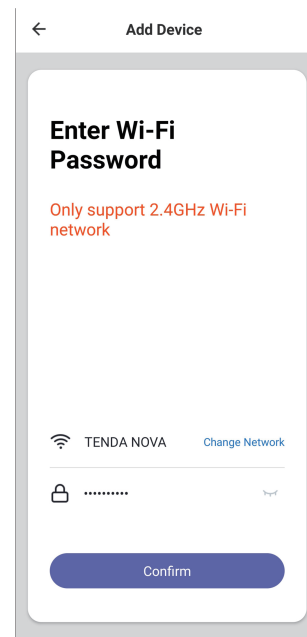 Add Device
Enter Wi-Fi
Password
Only support 2.4GHz Wi-Fi
network
TENDA NOVA
Change Network
••••••••••
Confirm